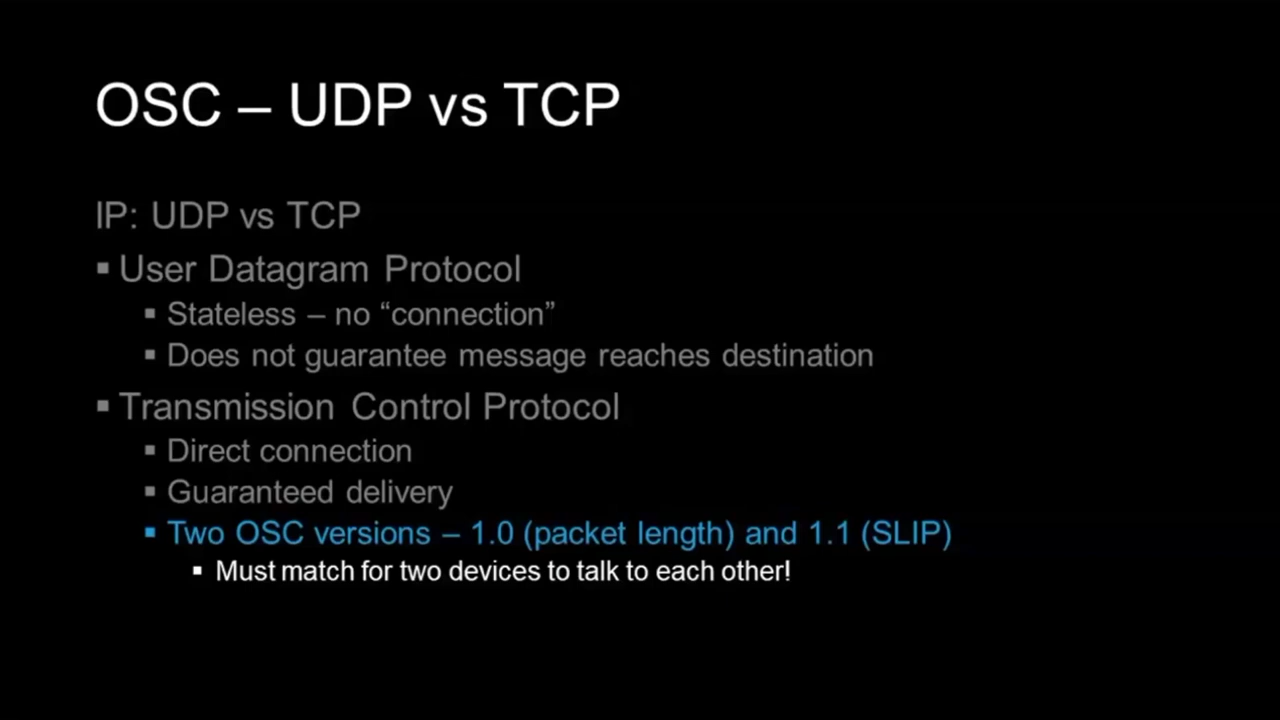 OSC – UDP vs TCP
IP: UDP vs TCP
▪ User Datagram Protocol
▪ Stateless – no “connection”
▪ Does not guarantee message reaches destination
▪ Transmission Control Protocol
▪ Direct connection
▪ Guaranteed delivery
▪ Two OSC versions – 1.0 (packet length) and 1.1 (SLIP)
▪ Must match for two devices to talk to each other!